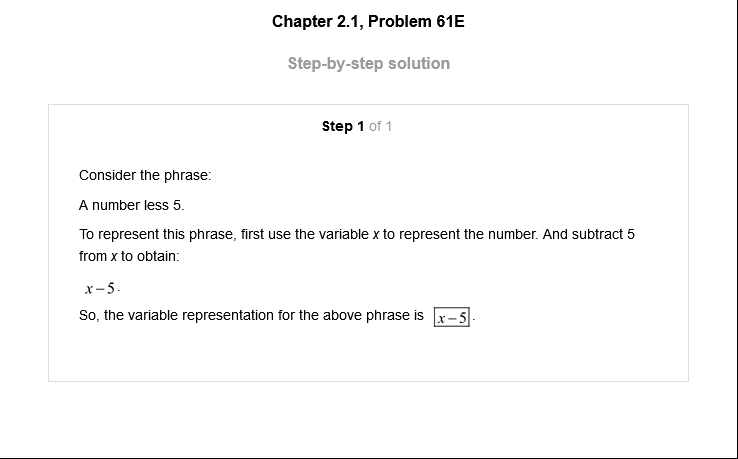 Chapter 2.1, Problem 61E
Step-by-step solution
Step 1 of 1
Consider the phrase:
A number less 5.
To represent this phrase, first use the variable x to represent the number. And subtract 5
from x to obtain:
x−5.
So, the variable representation for the above phrase is x−5.